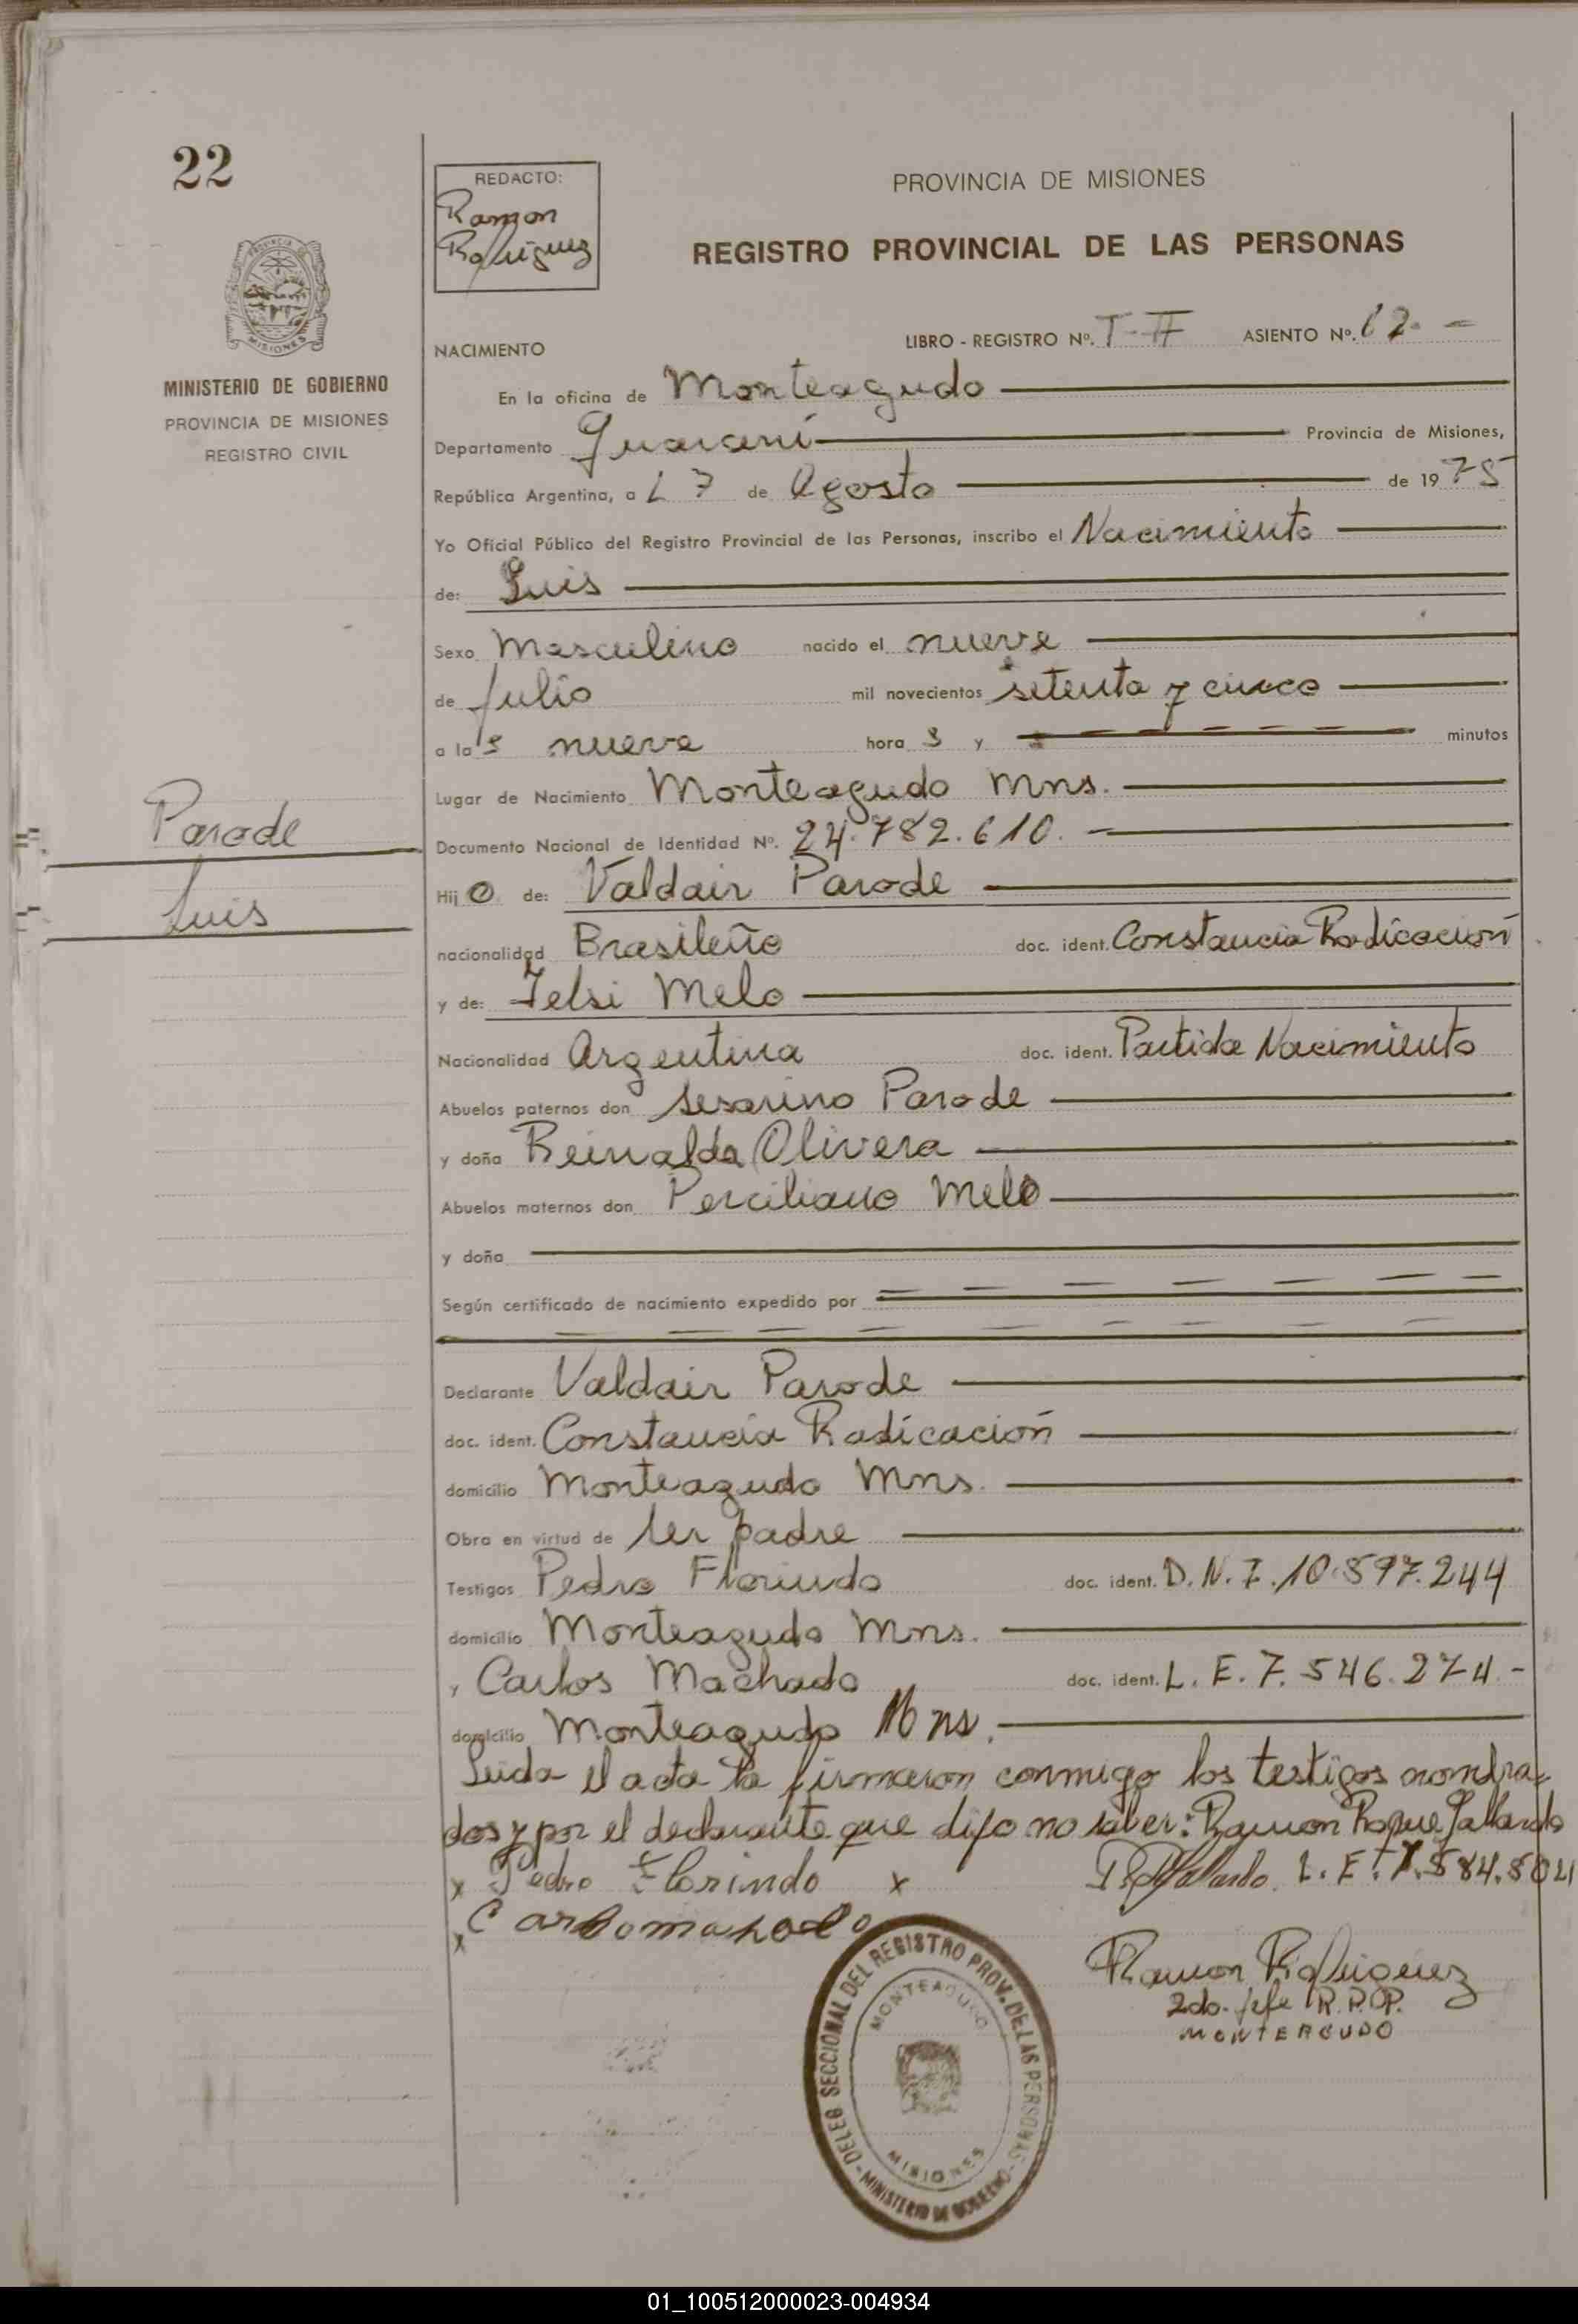 22
REDACTO:
Ramon
Rodriguez
PROVINCIA DE MISIONES
REGISTRO PROVINCIAL DE LAS PERSONAS
MINISTERIO DE GOBIERNO
PROVINCIA DE MISIONES
REGISTRO CIVIL
NACIMIENTO
LIBRO - REGISTRO Nº. T-II ASIENTO Nº. 62. -
En la oficina de Monteagudo
Departamento Guaraní Provincia de Misiones,
República Argentina, a 17 de Agosto de 1975
Yo Oficial Público del Registro Provincial de las Personas, inscribo el Nacimiento
de: Luis
Sexo Masculino nacido el nueve
de Julio mil novecientos setenta y cinco
a las nueve horas y minutos
Lugar de Nacimiento Monteagudo Mns.
Documento Nacional de Identidad Nº. 24.782.610. -
Parode
Luis
Hijo de: Valdair Parode
nacionalidad Brasileño doc. ident. Constancia Radicación
y de: Ielsi Melo
Nacionalidad Argentina doc. ident. Partida Nacimiento
Abuelos paternos don Sesarino Parode
y doña Reinalda Olivera
Abuelos maternos don Perciliano Melo
y doña
Según certificado de nacimiento expedido por
Declarante Valdair Parode
doc. ident. Constancia Radicación
domicilio Monteagudo Mns.
Obra en virtud de ser padre
Testigos Pedro Florindo doc. ident. D.N.I. 10.597.244
domicilio Monteagudo Mns.
y Carlos Machado doc. ident. L.E. 7.546.274.-
domicilio Monteagudo Mns.
Leida el acta la firmaron conmigo los testigos nombra=
dos y por el declarante que dijo no saber: Ramon Roque Gallardo
x Pedro Florindo x Gallardo L.E. 7.584.504
x Carlomachado
Ramon Rodriguez
2do. Jefe R.P.P.
MONTEAGUDO
DELEG SECCIONAL DEL REGISTRO PROV. DE LAS PERSONAS - MINISTERIO DE GOBIERNO -
MONTEAGUDO
MISIONES
01_100512000023-004934